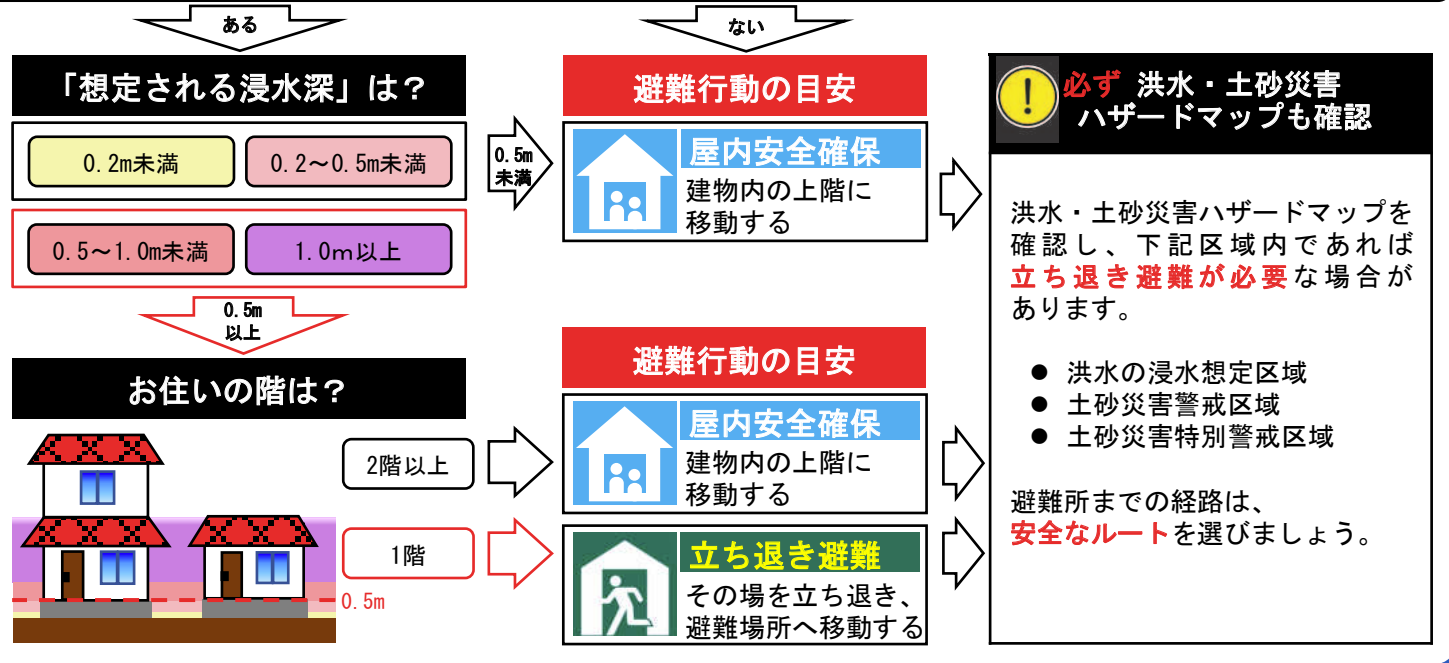 ある
ない
「想定される浸水深」は？
0.2m未満
0.2～0.5m未満
0.5～1.0m未満
1.0ｍ以上
0.5m
未満
避難行動の目安
屋内安全確保
建物内の上階に
移動する
0.5m
以上
お住いの階は？
2階以上
1階
0.5m
避難行動の目安
屋内安全確保
建物内の上階に
移動する
立ち退き避難
その場を立ち退き、
避難場所へ移動する
必ず 洪水・土砂災害
ハザードマップも確認
洪水・土砂災害ハザードマップを
確認し、下記区域内であれば
立ち退き避難が必要な場合が
あります。
● 洪水の浸水想定区域
● 土砂災害警戒区域
● 土砂災害特別警戒区域
避難所までの経路は、
安全なルートを選びましょう。